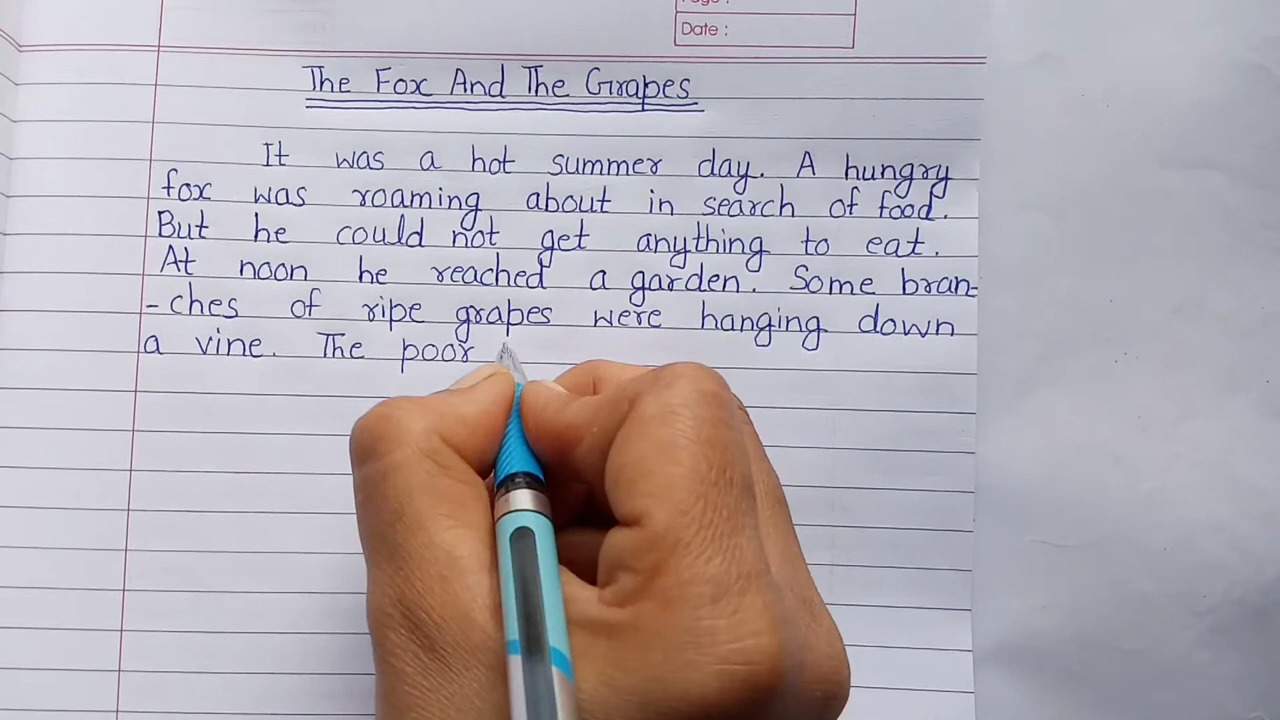 Page :
Date :
The Fox And The Grapes
It was a hot summer day. A hungry
fox was roaming about in search of food.
But he could not get anything to eat.
At noon he reached a garden. Some bran-
-ches of ripe grapes were hanging down
a vine. The poor